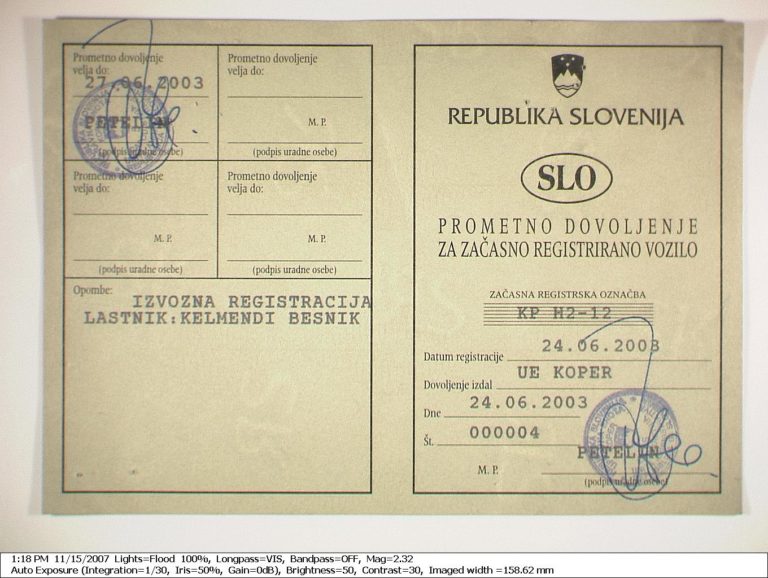 Prometno dovoljenje
velja do:
27.06.2003
PETELIN
(podpis uradne osebe)
Prometno dovoljenje
velja do:
M. P.
(podpis uradne osebe)
Prometno dovoljenje
velja do:
M. P.
(podpis uradne osebe)
Prometno dovoljenje
velja do:
M. P.
(podpis uradne osebe)
Opombe:
IZVOZNA REGISTRACIJA
LASTNIK:KELMENDI BESNIK
REPUBLIKA SLOVENIJA
SLO
PROMETNO DOVOLJENJE
ZA ZAČASNO REGISTRIRANO VOZILO
ZAČASNA REGISTRSKA OZNAČBA
KP H2-12
Datum registracije 24.06.2003
Dovoljenje izdal UE KOPER
Dne 24.06.2003
Št. 000004
PETELIN
M. P.
(podpis uradne osebe)
1:18 PM 11/15/2007 Lights=Flood 100%, Longpass=VIS, Bandpass=OFF, Mag=2.32
Auto Exposure (Integration=1/30, Iris=50%, Gain=0dB), Brightness=50, Contrast=30, Imaged width =158.62 mm